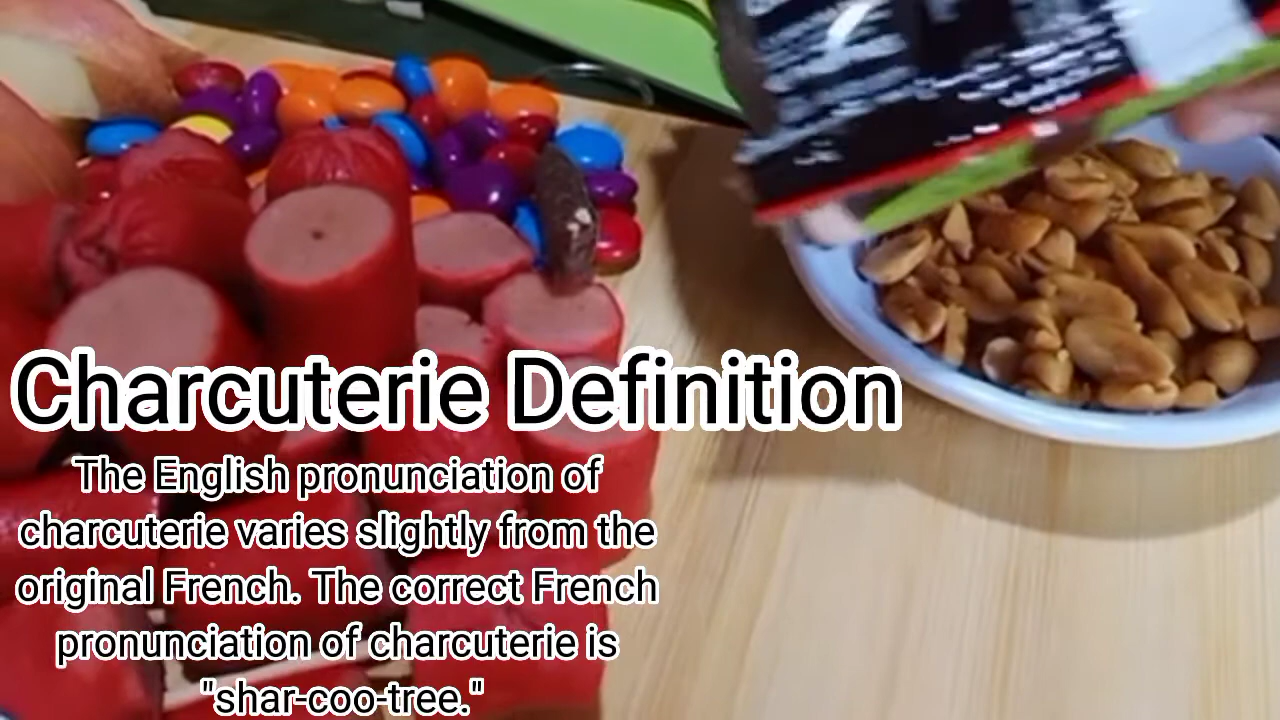 Charcuterie Definition
The English pronunciation of
charcuterie varies slightly from the
original French. The correct French
pronunciation of charcuterie is
"shar-coo-tree."